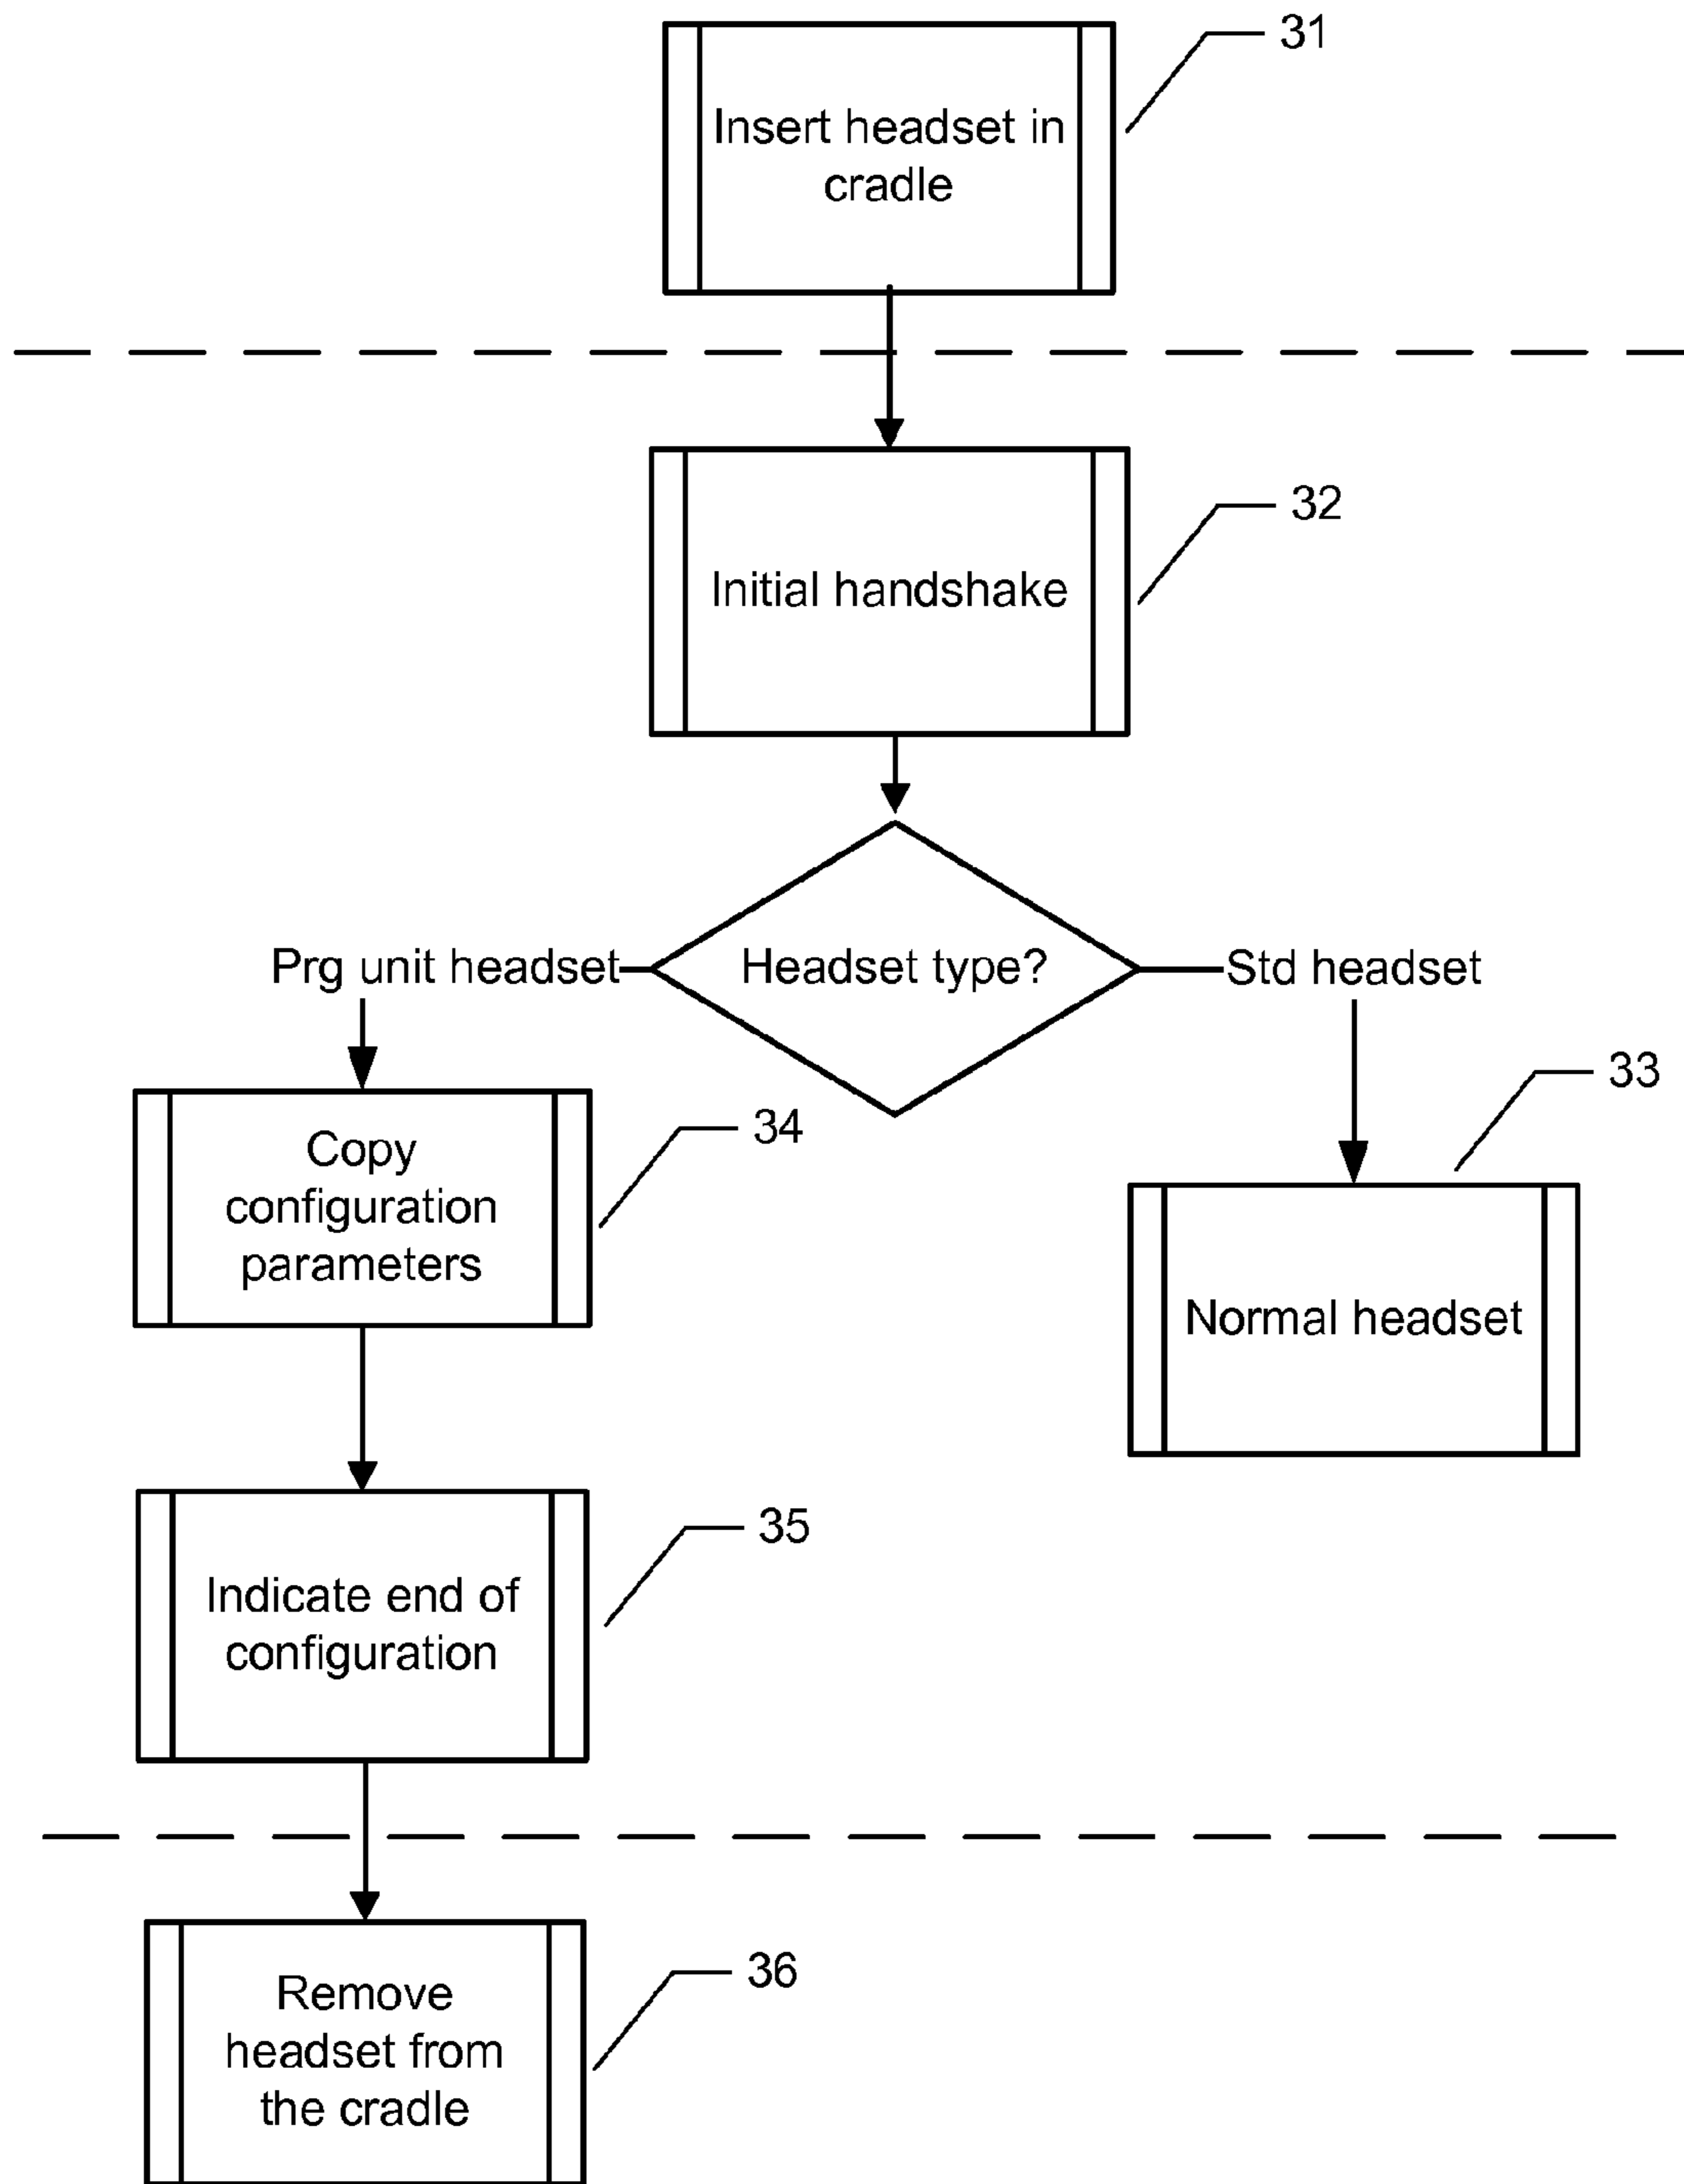 31
Insert headset in
cradle
32
Initial handshake
Prg unit headset
Headset type?
Std headset
33
34
Copy
configuration
parameters
Normal headset
35
Indicate end of
configuration
36
Remove
headset from
the cradle